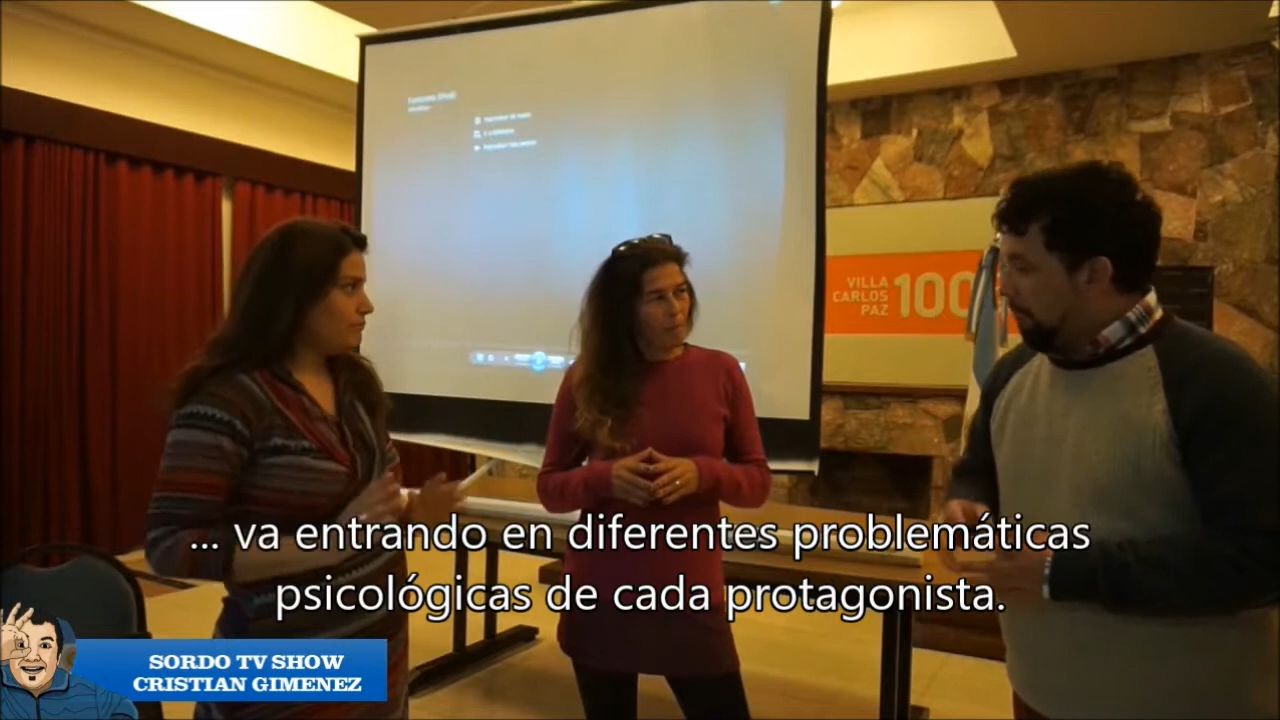 VILLA
CARLOS
PAZ
100
... va entrando en diferentes problemáticas
psicológicas de cada protagonista.
SORDO TV SHOW
CRISTIAN GIMENEZ